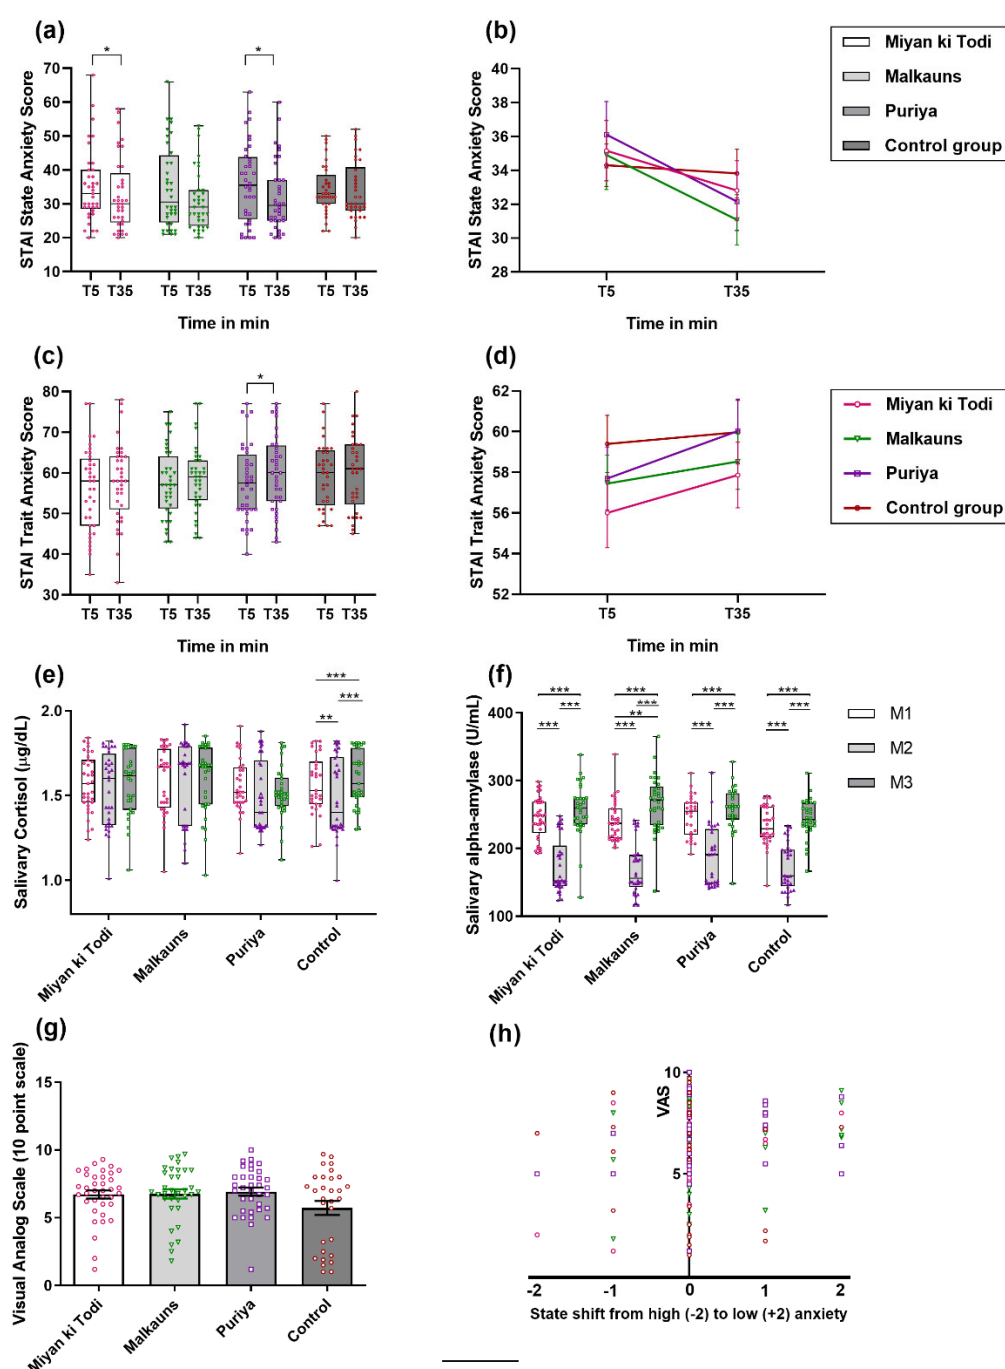 (a)
*
*
STAI State Anxiety Score
70
60
50
40
30
20
10
T5 T35 T5 T35 T5 T35 T5 T35
Time in min
(b)
STAI State Anxiety Score
40
38
36
34
32
30
28
T5 T35
Time in min
Miyan ki Todi
Malkauns
Puriya
Control group
(c)
*
STAI Trait Anxiety Score
80
70
60
50
40
30
T5 T35 T5 T35 T5 T35 T5 T35
Time in min
(d)
STAI Trait Anxiety Score
62
60
58
56
54
52
T5 T35
Time in min
Miyan ki Todi
Malkauns
Puriya
Control group
(e)
***
***
**
Salivary Cortisol (µg/dL)
2.0
1.5
1.0
Miyan ki Todi
Malkauns
Puriya
Control
(f)
*** *** *** ***
*** *** *** ***
**
*** *** *** ***
Salivary alpha-amylase (U/mL)
400
300
200
100
Miyan ki Todi
Malkauns
Puriya
Control
M1
M2
M3
(g)
Visual Analog Scale (10 point scale)
15
10
5
0
Miyan ki Todi
Malkauns
Puriya
Control
(h)
VAS
10
5
-2 -1 0 1 2
State shift from high (-2) to low (+2) anxiety